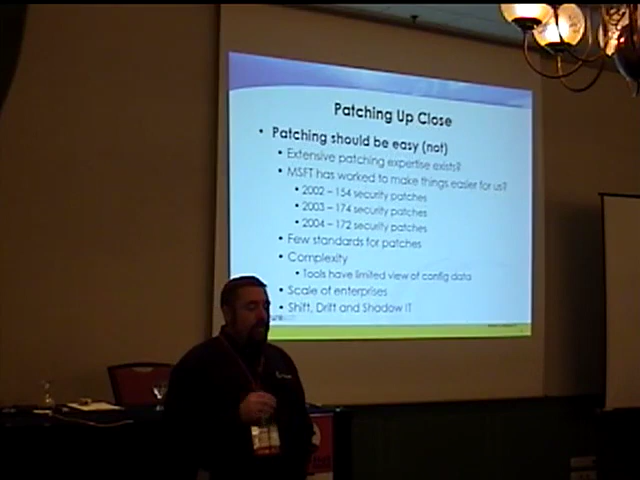 Patching Up Close
• Patching should be easy (not)
• Extensive patching expertise exists?
• MSFT has worked to make things easier for us?
• 2002 – 154 security patches
• 2003 – 174 security patches
• 2004 – 172 security patches
• Few standards for patches
• Complexity
• Tools have limited view of config data
• Scale of enterprises
• Shift, Drift and Shadow IT